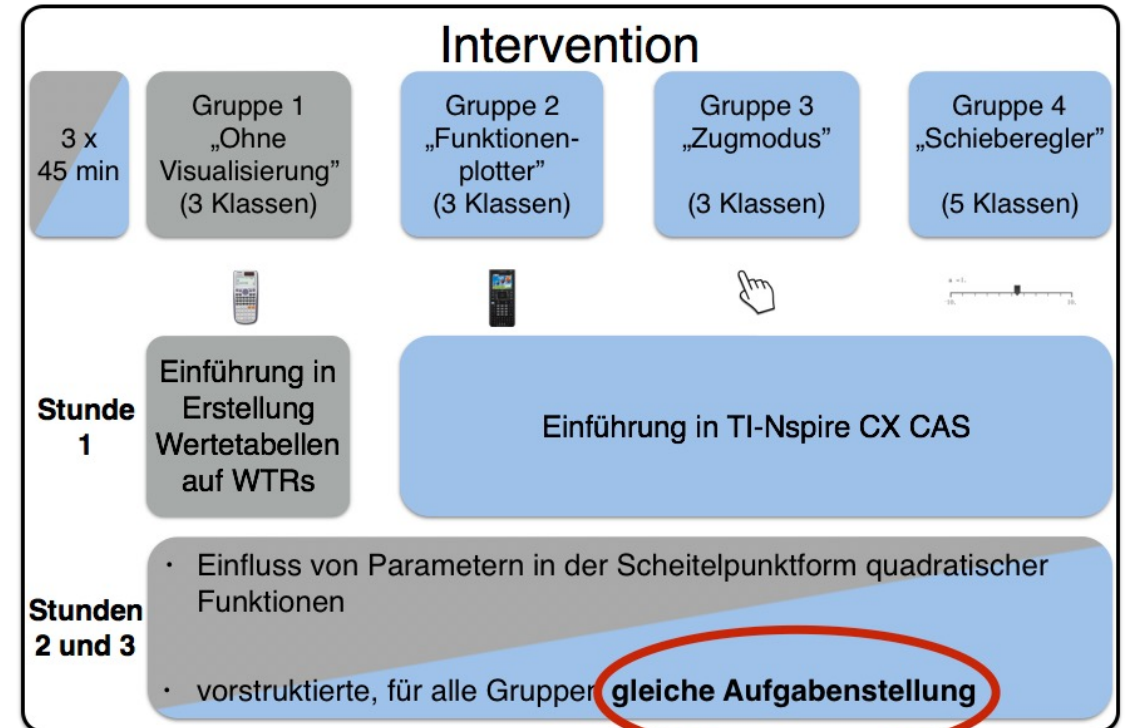 Intervention
3 x
45 min
Gruppe 1
„Ohne
Visualisierung”
(3 Klassen)
Gruppe 2
„Funktionen-
plotter”
(3 Klassen)
Gruppe 3
„Zugmodus”
(3 Klassen)
Gruppe 4
„Schieberegler”
(5 Klassen)
Stunde
1
Einführung in
Erstellung
Wertetabellen
auf WTRs
Einführung in TI-Nspire CX CAS
Stunden
2 und 3
· Einfluss von Parametern in der Scheitelpunktform quadratischer
Funktionen
· vorstruktierte, für alle Gruppen gleiche Aufgabenstellung